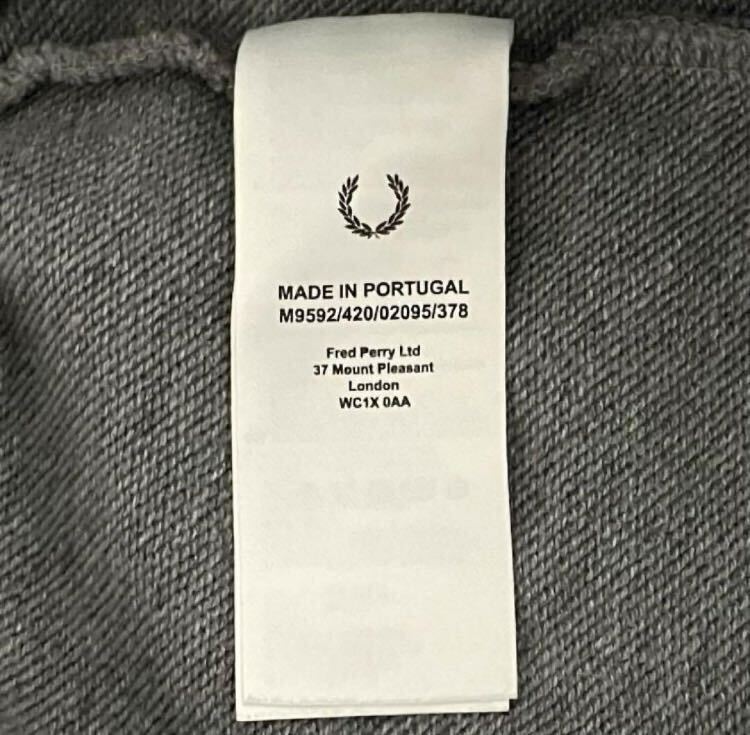 MADE IN PORTUGAL
M9592/420/02095/378
Fred Perry Ltd
37 Mount Pleasant
London
WC1X 0AA